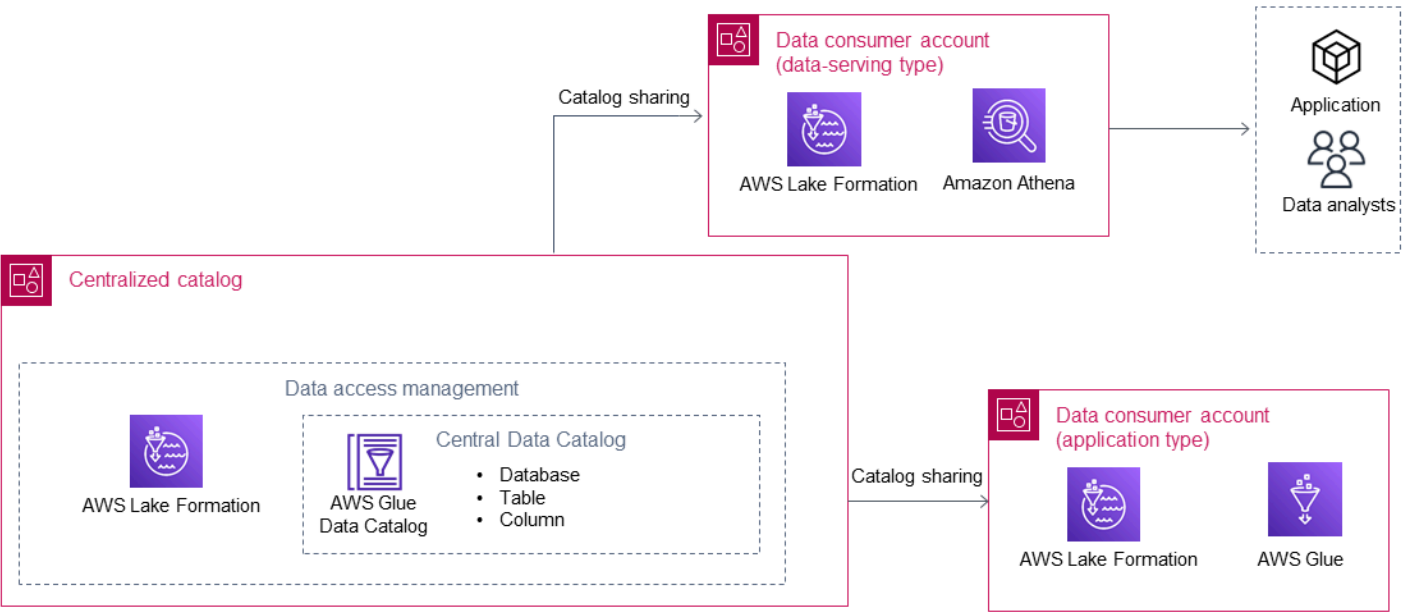 Data consumer account
(data-serving type)
Catalog sharing
AWS Lake Formation
Amazon Athena
Application
Data analysts
Centralized catalog
Data access management
Central Data Catalog
• Database
• Table
• Column
AWS Lake Formation
AWS Glue
Data Catalog
Catalog sharing
Data consumer account
(application type)
AWS Lake Formation
AWS Glue